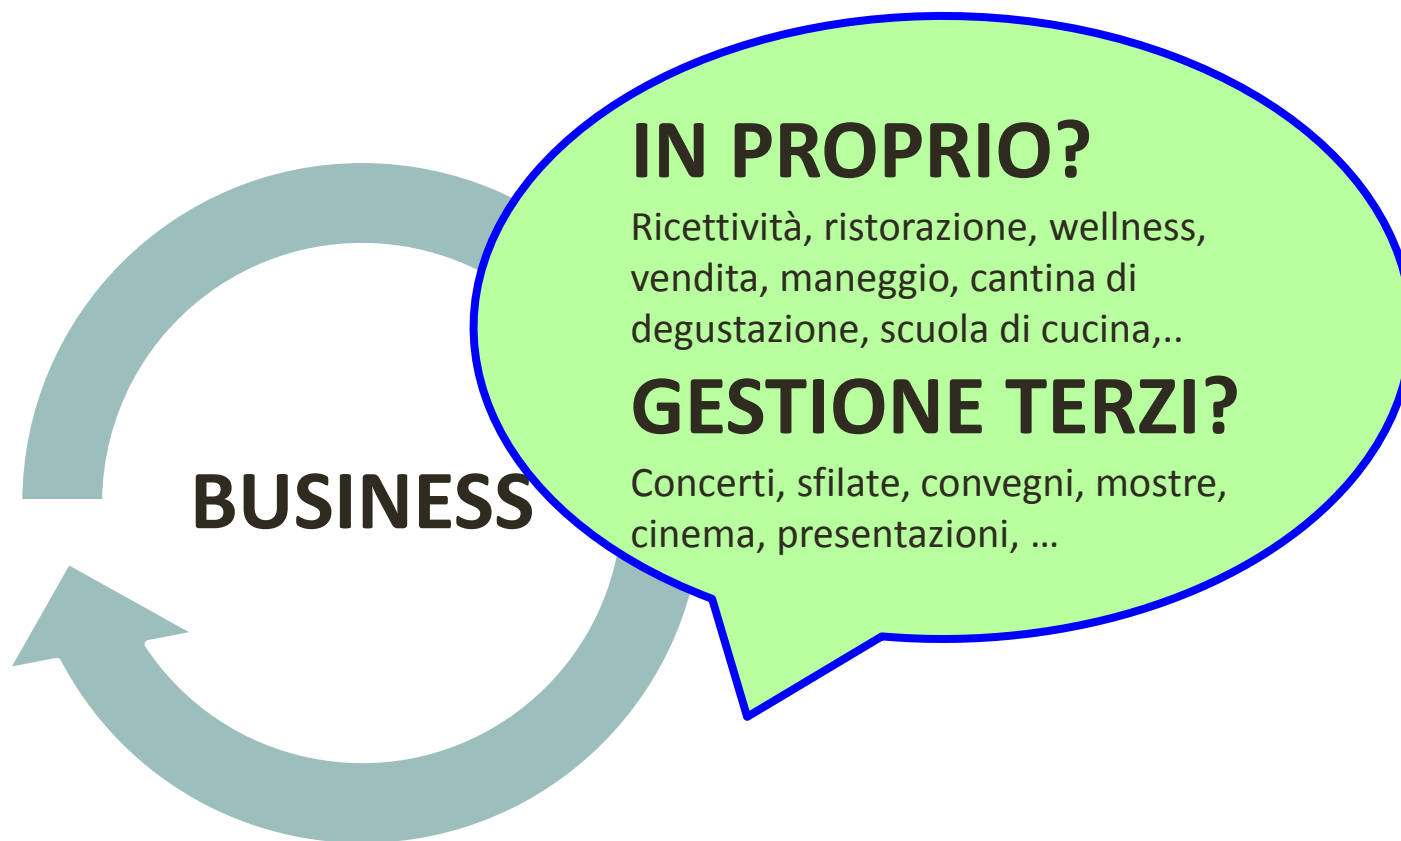 BUSINESS
IN PROPRIO?
Ricettività, ristorazione, wellness,
vendita, maneggio, cantina di
degustazione, scuola di cucina,..
GESTIONE TERZI?
Concerti, sfilate, convegni, mostre,
cinema, presentazioni, …